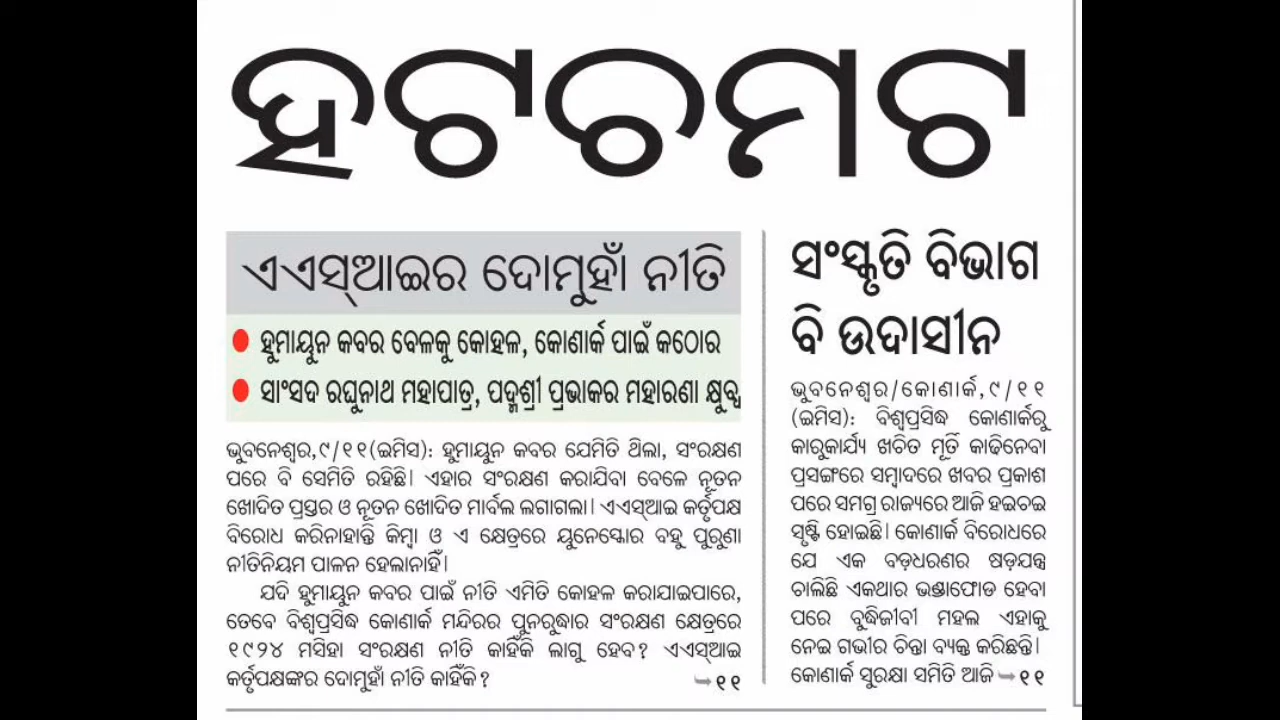 ହଟଚମଟ
ଏଏସ୍ଆଇର ଦୋମୁହାଁ ନୀତି
ହୁମାୟୁନ କବର ବେଳକୁ କୋହଳ, କୋଣାର୍କ ପାଇଁ କଠୋର
ସାଂସଦ ରଘୁନାଥ ମହାପାତ୍ର, ପଦ୍ମଶ୍ରୀ ପ୍ରଭାକର ମହାରଣା କ୍ଷୁବ୍ଧ
ଭୁବନେଶ୍ୱର,୯/୧୧(ଇମିସ): ହୁମାୟୁନ କବର ଯେମିତି ଥିଲା, ସଂରକ୍ଷଣ
ପରେ ବି ସେମିତି ରହିଛି। ଏହାର ସଂରକ୍ଷଣ କରାଯିବା ବେଳେ ନୂତନ
ଖୋଦିତ ପ୍ରସ୍ତର ଓ ନୂତନ ଖୋଦିତ ମାର୍ବଲ ଲଗାଗଲା। ଏଏସ୍ଆଇ କର୍ତୃପକ୍ଷ
ବିରୋଧ କରିନାହାନ୍ତି କିମ୍ବା ଓ ଏ କ୍ଷେତ୍ରରେ ୟୁନେସ୍କୋର ବହୁ ପୁରୁଣା
ନୀତିନିୟମ ପାଳନ ହେଲାନାହିଁ।
ଯଦି ହୁମାୟୁନ କବର ପାଇଁ ନୀତି ଏମିତି କୋହଳ କରାଯାଇପାରେ,
ତେବେ ବିଶ୍ୱପ୍ରସିଦ୍ଧ କୋଣାର୍କ ମନ୍ଦିରର ପୁନରୁଦ୍ଧାର ସଂରକ୍ଷଣ କ୍ଷେତ୍ରରେ
୧୯୨୪ ମସିହା ସଂରକ୍ଷଣ ନୀତି କାହିଁକି ଲାଗୁ ହେବ? ଏଏସ୍ଆଇ
କର୍ତୃପକ୍ଷଙ୍କର ଦୋମୁହାଁ ନୀତି କାହିଁକି? ୧୧
ସଂସ୍କୃତି ବିଭାଗ
ବି ଉଦାସୀନ
ଭୁବନେଶ୍ୱର/କୋଣାର୍କ,୯/୧୧
(ଇମିସ): ବିଶ୍ୱପ୍ରସିଦ୍ଧ କୋଣାର୍କରୁ
କାରୁକାର୍ଯ୍ୟ ଖଚିତ ମୂର୍ତି କାଢିନେବା
ପ୍ରସଙ୍ଗରେ ସମ୍ବାଦରେ ଖବର ପ୍ରକାଶ
ପରେ ସମଗ୍ର ରାଜ୍ୟରେ ଆଜି ହଇଚଇ
ସୃଷ୍ଟି ହୋଇଛି। କୋଣାର୍କ ବିରୋଧରେ
ଯେ ଏକ ବଡ଼ଧରଣର ଷଡ଼ଯନ୍ତ୍ର
ଚାଲିଛି ଏକଥାର ଭଣ୍ଡାଫୋଡ ହେବା
ପରେ ବୁଦ୍ଧିଜୀବୀ ମହଲ ଏହାକୁ
ନେଇ ଗଭୀର ଚିନ୍ତା ବ୍ୟକ୍ତ କରିଛନ୍ତି।
କୋଣାର୍କ ସୁରକ୍ଷା ସମିତି ଆଜି ୧୧